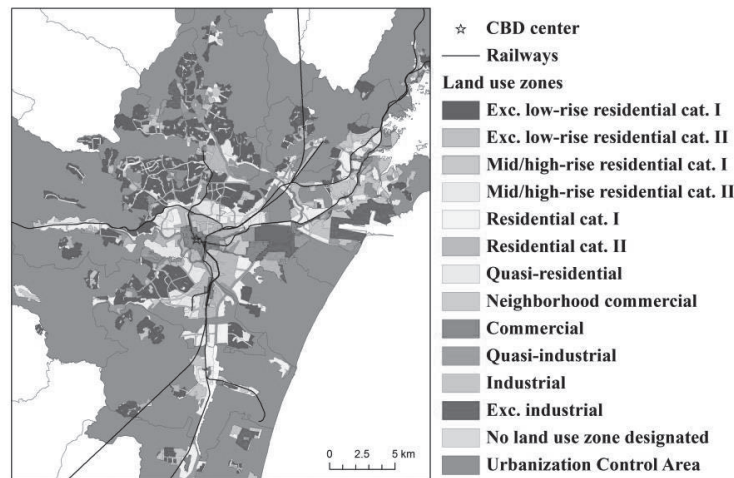 CBD center
Railways
Land use zones
Exc. low-rise residential cat. I
Exc. low-rise residential cat. II
Mid/high-rise residential cat. I
Mid/high-rise residential cat. II
Residential cat. I
Residential cat. II
Quasi-residential
Neighborhood commercial
Commercial
Quasi-industrial
Industrial
Exc. industrial
No land use zone designated
Urbanization Control Area
0 2.5 5 km